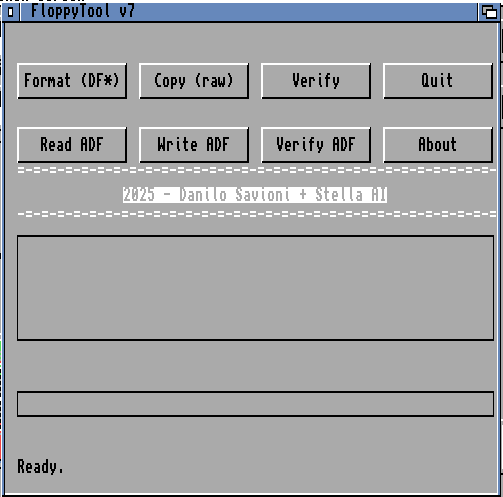 FloppyTool v7
Format (DF*) Copy (raw) Verify Quit
Read ADF Write ADF Verify ADF About
2025 - Danilo Savioni + Stella AI
Ready.